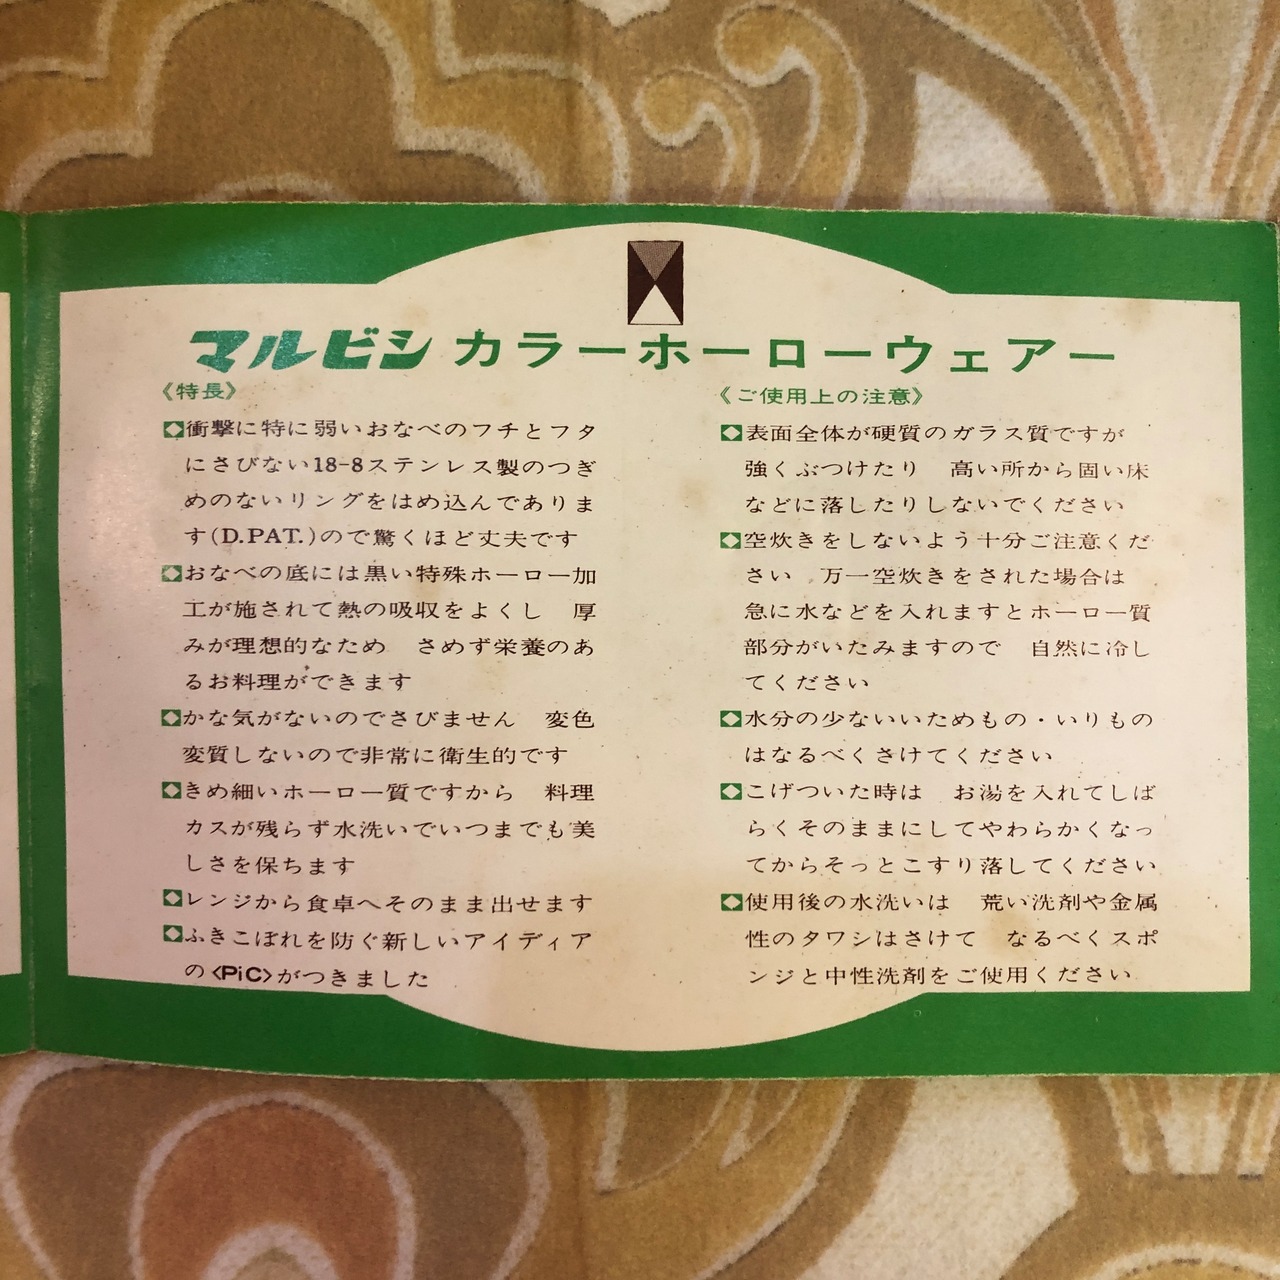 マルビシ カラーホーローウェアー
《特長》
衝撃に特に弱いおなべのフチとフタ
にさびない18-8ステンレス製のつぎ
めのないリングをはめ込んでありま
す(D.PAT.)ので驚くほど丈夫です
おなべの底には黒い特殊ホーロー加
工が施されて熱の吸収をよくし　厚
みが理想的なため　さめず栄養のあ
るお料理ができます
かな気がないのでさびません　変色
変質しないので非常に衛生的です
きめ細いホーロー質ですから　料理
カスが残らず水洗いでいつまでも美
しさを保ちます
レンジから食卓へそのまま出せます
ふきこぼれを防ぐ新しいアイディア
の<PiC>がつきました
《ご使用上の注意》
表面全体が硬質のガラス質ですが
強くぶつけたり　高い所から固い床
などに落したりしないでください
空炊きをしないよう十分ご注意くだ
さい　万一空炊きをされた場合は
急に水などを入れますとホーロー質
部分がいたみますので　自然に冷し
てください
水分の少ないいためもの・いりもの
はなるべくさけてください
こげついた時は　お湯を入れてしば
らくそのままにしてやわらかくなっ
てからそっとこすり落してください
使用後の水洗いは　荒い洗剤や金属
性のタワシはさけて　なるべくスポ
ンジと中性洗剤をご使用ください